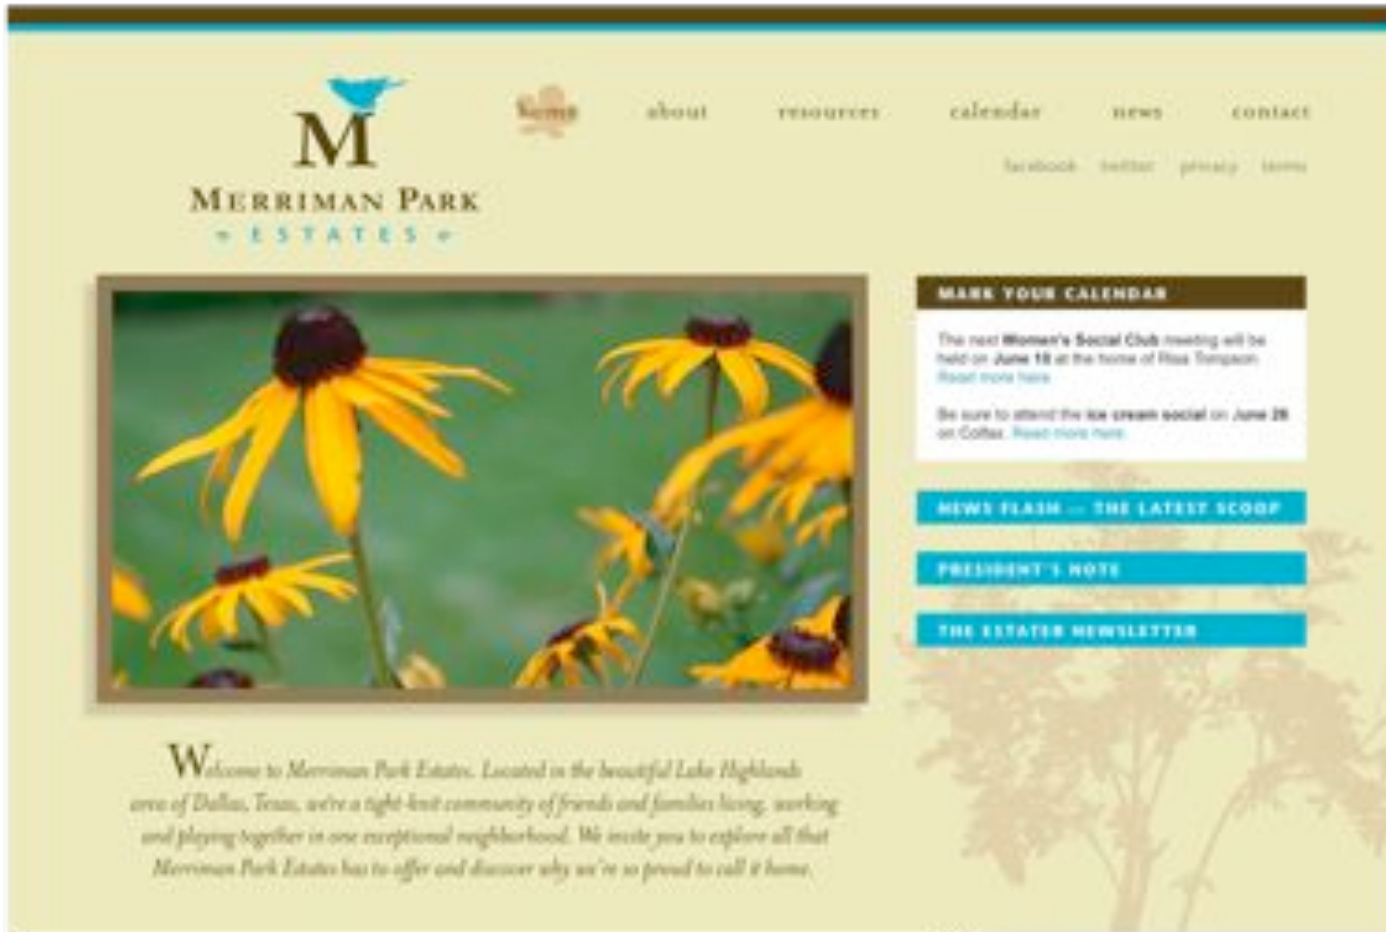 M
MERRIMAN PARK
ESTATES
home about resources calendar news contact
facebook twitter privacy terms
MARK YOUR CALENDAR
The next Women's Social Club meeting will be
held on June at the home of
Read more here
Be sure to attend the ice cream social on June
on Colfax. Read more here.
NEWS FLASH — THE LATEST SCOOP
PRESIDENT'S NOTE
THE ESTATER NEWSLETTER
Welcome to Merriman Park Estates. Located in the beautiful Lake Highlands
area of Dallas, Texas, we're a tight-knit community of friends and families living, working
and playing together in one exceptional neighborhood. We invite you to explore all that
Merriman Park Estates has to offer and discover why we're so proud to call it home.